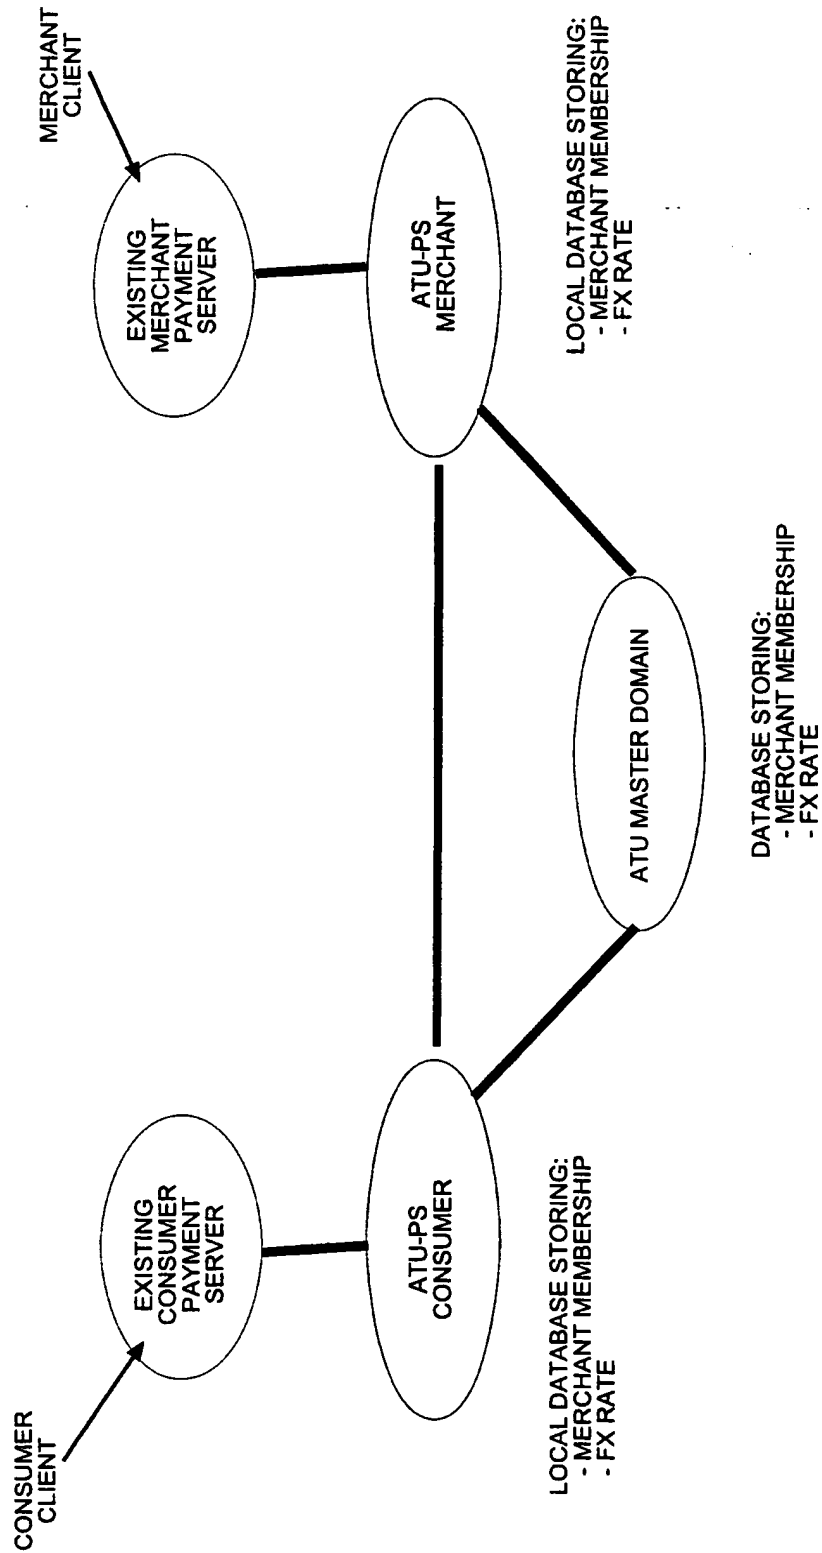 CONSUMER
CLIENT
MERCHANT
CLIENT
EXISTING
CONSUMER
PAYMENT
SERVER
EXISTING
MERCHANT
PAYMENT
SERVER
ATU-PS
CONSUMER
ATU-PS
MERCHANT
LOCAL DATABASE STORING:
- MERCHANT MEMBERSHIP
- FX RATE
LOCAL DATABASE STORING:
- MERCHANT MEMBERSHIP
- FX RATE
ATU MASTER DOMAIN
DATABASE STORING:
- MERCHANT MEMBERSHIP
- FX RATE